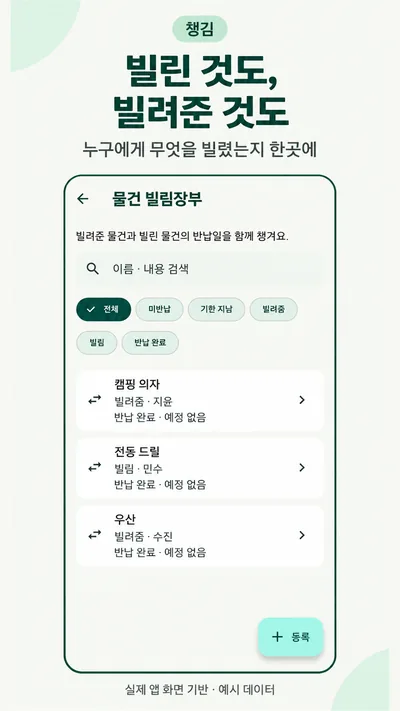 챙김
빌린 것도,
빌려준 것도
누구에게 무엇을 빌렸는지 한곳에
물건 빌림장부
빌려준 물건과 빌린 물건의 반납일을 함께 챙겨요.
이름 · 내용 검색
전체
미반납
기한 지남
빌려줌
빌림
반납 완료
캠핑 의자
빌려줌 · 지윤
반납 완료 · 예정 없음
전동 드릴
빌림 · 민수
반납 완료 · 예정 없음
우산
빌려줌 · 수진
반납 완료 · 예정 없음
등록
실제 앱 화면 기반 · 예시 데이터